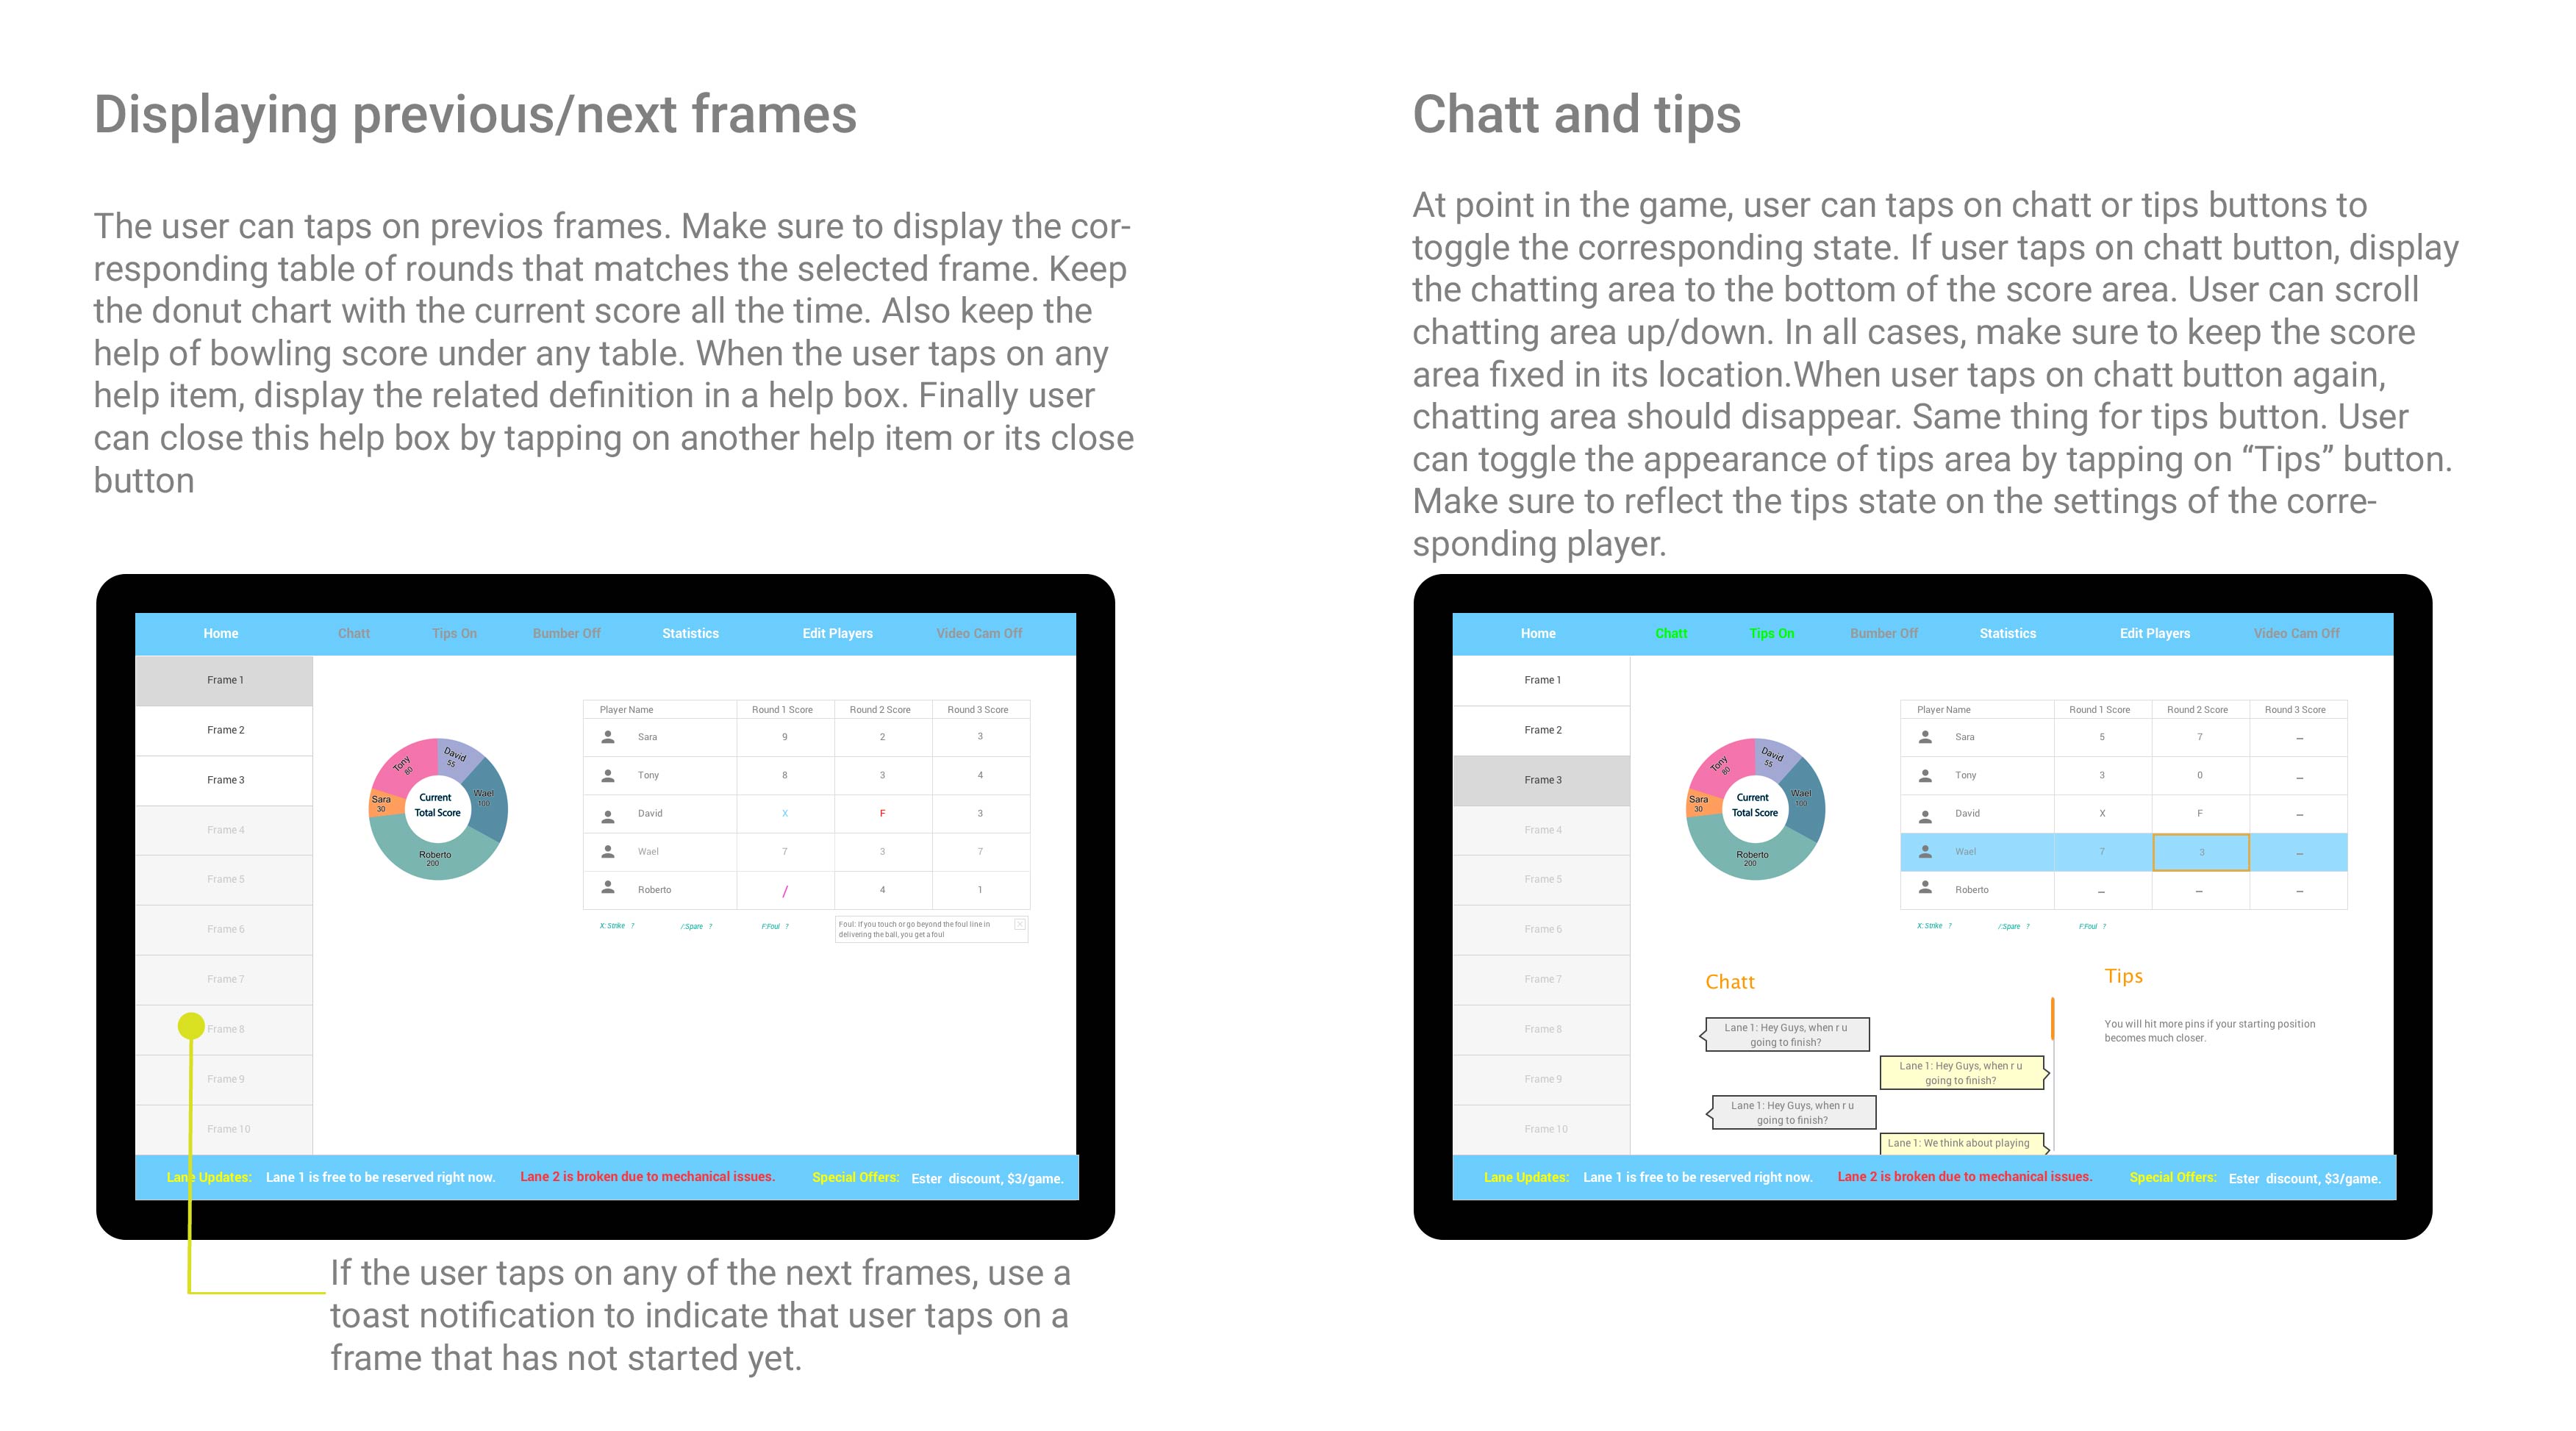 Displaying previous/next frames
The user can taps on previos frames. Make sure to display the cor-
responding table of rounds that matches the selected frame. Keep
the donut chart with the current score all the time. Also keep the
help of bowling score under any table. When the user taps on any
help item, display the related definition in a help box. Finally user
can close this help box by tapping on another help item or its close
button
Home Chatt Tips On Bumber Off Statistics Edit Players Video Cam Off
Frame 1
Frame 2
Frame 3
Frame 4
Frame 5
Frame 6
Frame 7
Frame 8
Frame 9
Frame 10
David
55
Wael
100
Roberto
200
Sara
30
Tony
80
Current
Total Score
Player Name Round 1 Score Round 2 Score Round 3 Score
Sara 9 2 3
Tony 8 3 4
David X F 3
Wael 7 3 7
Roberto / 4 1
X: Strike ? /:Spare ? F:Foul ?
Foul: If you touch or go beyond the foul line in
delivering the ball, you get a foul
Lane Updates: Lane 1 is free to be reserved right now. Lane 2 is broken due to mechanical issues. Special Offers: Ester discount, $3/game.
If the user taps on any of the next frames, use a
toast notification to indicate that user taps on a
frame that has not started yet.
Chatt and tips
At point in the game, user can taps on chatt or tips buttons to
toggle the corresponding state. If user taps on chatt button, display
the chatting area to the bottom of the score area. User can scroll
chatting area up/down. In all cases, make sure to keep the score
area fixed in its location.When user taps on chatt button again,
chatting area should disappear. Same thing for tips button. User
can toggle the appearance of tips area by tapping on “Tips” button.
Make sure to reflect the tips state on the settings of the corre-
sponding player.
Home Chatt Tips On Bumber Off Statistics Edit Players Video Cam Off
Frame 1
Frame 2
Frame 3
Frame 4
Frame 5
Frame 6
Frame 7
Frame 8
Frame 9
Frame 10
David
55
Wael
100
Roberto
200
Sara
30
Tony
80
Current
Total Score
Player Name Round 1 Score Round 2 Score Round 3 Score
Sara 5 7 –
Tony 3 0 –
David X F –
Wael 7 3 –
Roberto – – –
X: Strike ? /:Spare ? F:Foul ?
Chatt
Lane 1: Hey Guys, when r u
going to finish?
Lane 1: Hey Guys, when r u
going to finish?
Lane 1: Hey Guys, when r u
going to finish?
Lane 1: We think about playing
Tips
You will hit more pins if your starting position
becomes much closer.
Lane Updates: Lane 1 is free to be reserved right now. Lane 2 is broken due to mechanical issues. Special Offers: Ester discount, $3/game.